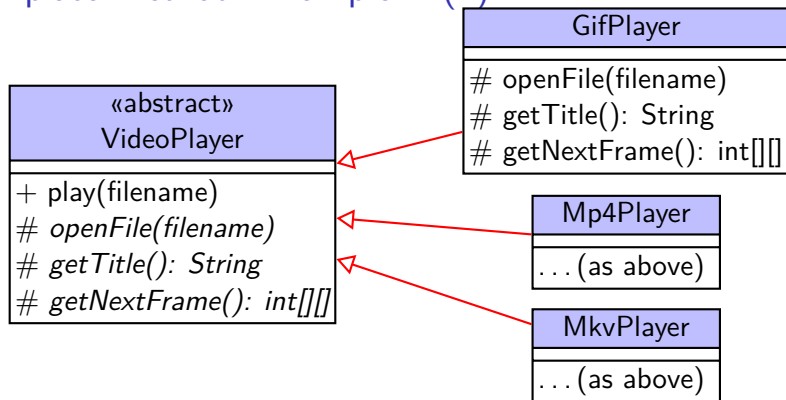 GifPlayer
# openFile(filename)
# getTitle(): String
# getNextFrame(): int[][]
«abstract»
VideoPlayer
+ play(filename)
# openFile(filename)
# getTitle(): String
# getNextFrame(): int[][]
Mp4Player
...(as above)
MkvPlayer
...(as above)